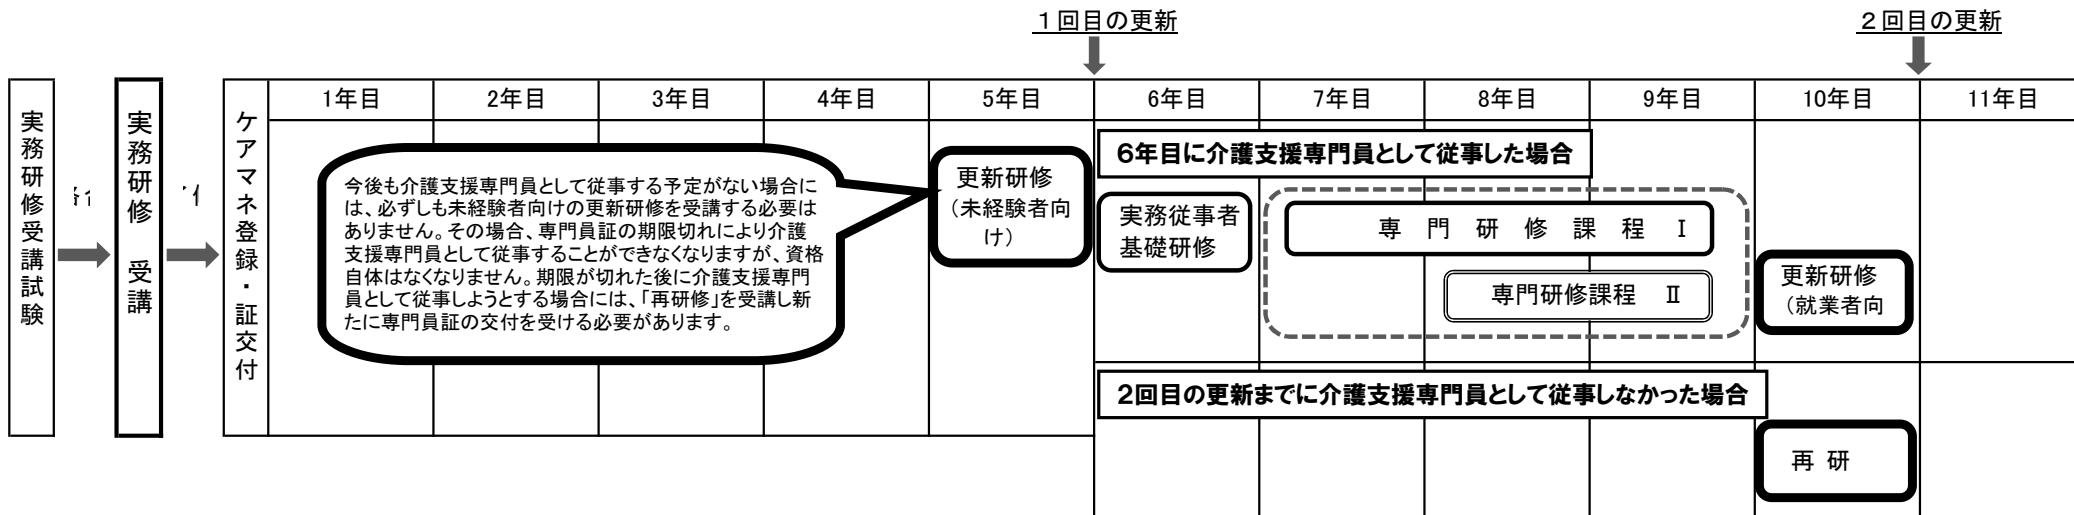 １回目の更新
２回目の更新
実務研修受講試験
実務研修 受講
ケアマネ登録・証交付
1年目
2年目
3年目
4年目
5年目
6年目
7年目
8年目
9年目
10年目
11年目
今後も介護支援専門員として従事する予定がない場合に
は、必ずしも未経験者向けの更新研修を受講する必要は
ありません。その場合、専門員証の期限切れにより介護
支援専門員として従事することができなくなりますが、資格
自体はなくなりません。期限が切れた後に介護支援専門
員として従事しようとする場合には、「再研修」を受講し新
たに専門員証の交付を受ける必要があります。
更新研修
（未経験者向
け）
6年目に介護支援専門員として従事した場合
実務従事者
基礎研修
専門研修課程 Ⅰ
専門研修課程 Ⅱ
更新研修
（就業者向
2回目の更新までに介護支援専門員として従事しなかった場合
再 研